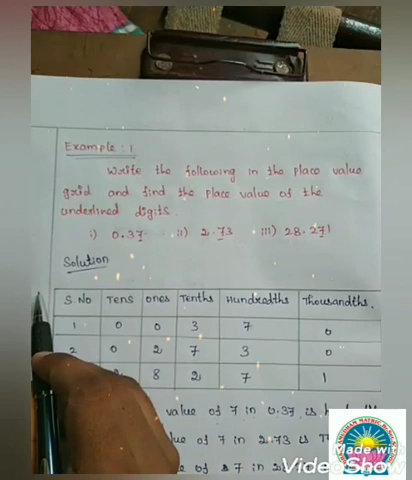 Example : 1
Write the following in the place value
grid and find the place value of the
underlined digits.
i) 0.37 ii) 2.73 iii) 28.271
Solution
S.No Tens Ones Tenths Hundredths Thousandths.
1 0 0 3 7 0
2 0 2 7 3 0
8 2 7 1
value of 7 in 0.37 is
of 7 in 2.73 is
of 7 in
Made with
VideoShow